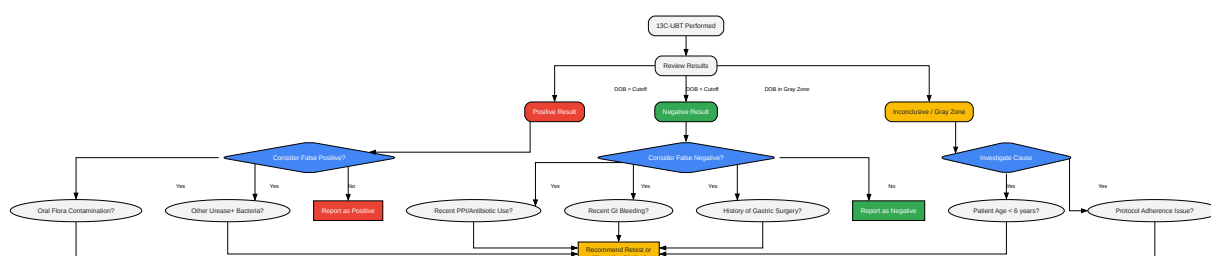 13C-UBT Performed
Review Results
DOB > Cutoff
DOB < Cutoff
DOB in Gray Zone
Positive Result
Negative Result
Inconclusive / Gray Zone
Consider False Positive?
Consider False Negative?
Investigate Cause
Yes
Yes
No
Yes
Yes
Yes
No
Yes
Yes
Oral Flora Contamination?
Other Urease+ Bacteria?
Report as Positive
Recent PPI/Antibiotic Use?
Recent GI Bleeding?
History of Gastric Surgery?
Report as Negative
Patient Age < 6 years?
Protocol Adherence Issue?
Recommend Retest or